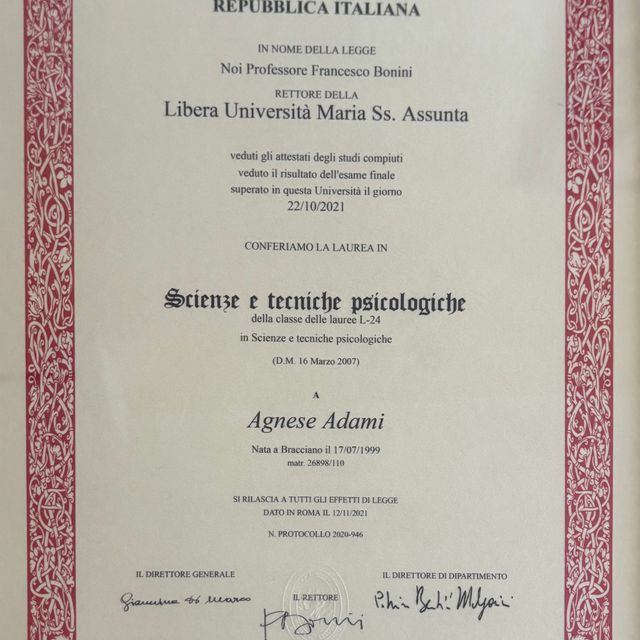 REPUBBLICA ITALIANA
IN NOME DELLA LEGGE
Noi Professore Francesco Bonini
RETTORE DELLA
Libera Università Maria Ss. Assunta
veduti gli attestati degli studi compiuti
veduto il risultato dell'esame finale
superato in questa Università il giorno
22/10/2021
CONFERIAMO LA LAUREA IN
Scienze e tecniche psicologiche
della classe delle lauree L-24
in Scienze e tecniche psicologiche
(D.M. 16 Marzo 2007)
A
Agnese Adami
Nata a Bracciano il 17/07/1999
matr. 26898/110
SI RILASCIA A TUTTI GLI EFFETTI DI LEGGE
DATO IN ROMA IL 12/11/2021
N. PROTOCOLLO 2020-946
IL DIRETTORE GENERALE
IL RETTORE
IL DIRETTORE DI DIPARTIMENTO